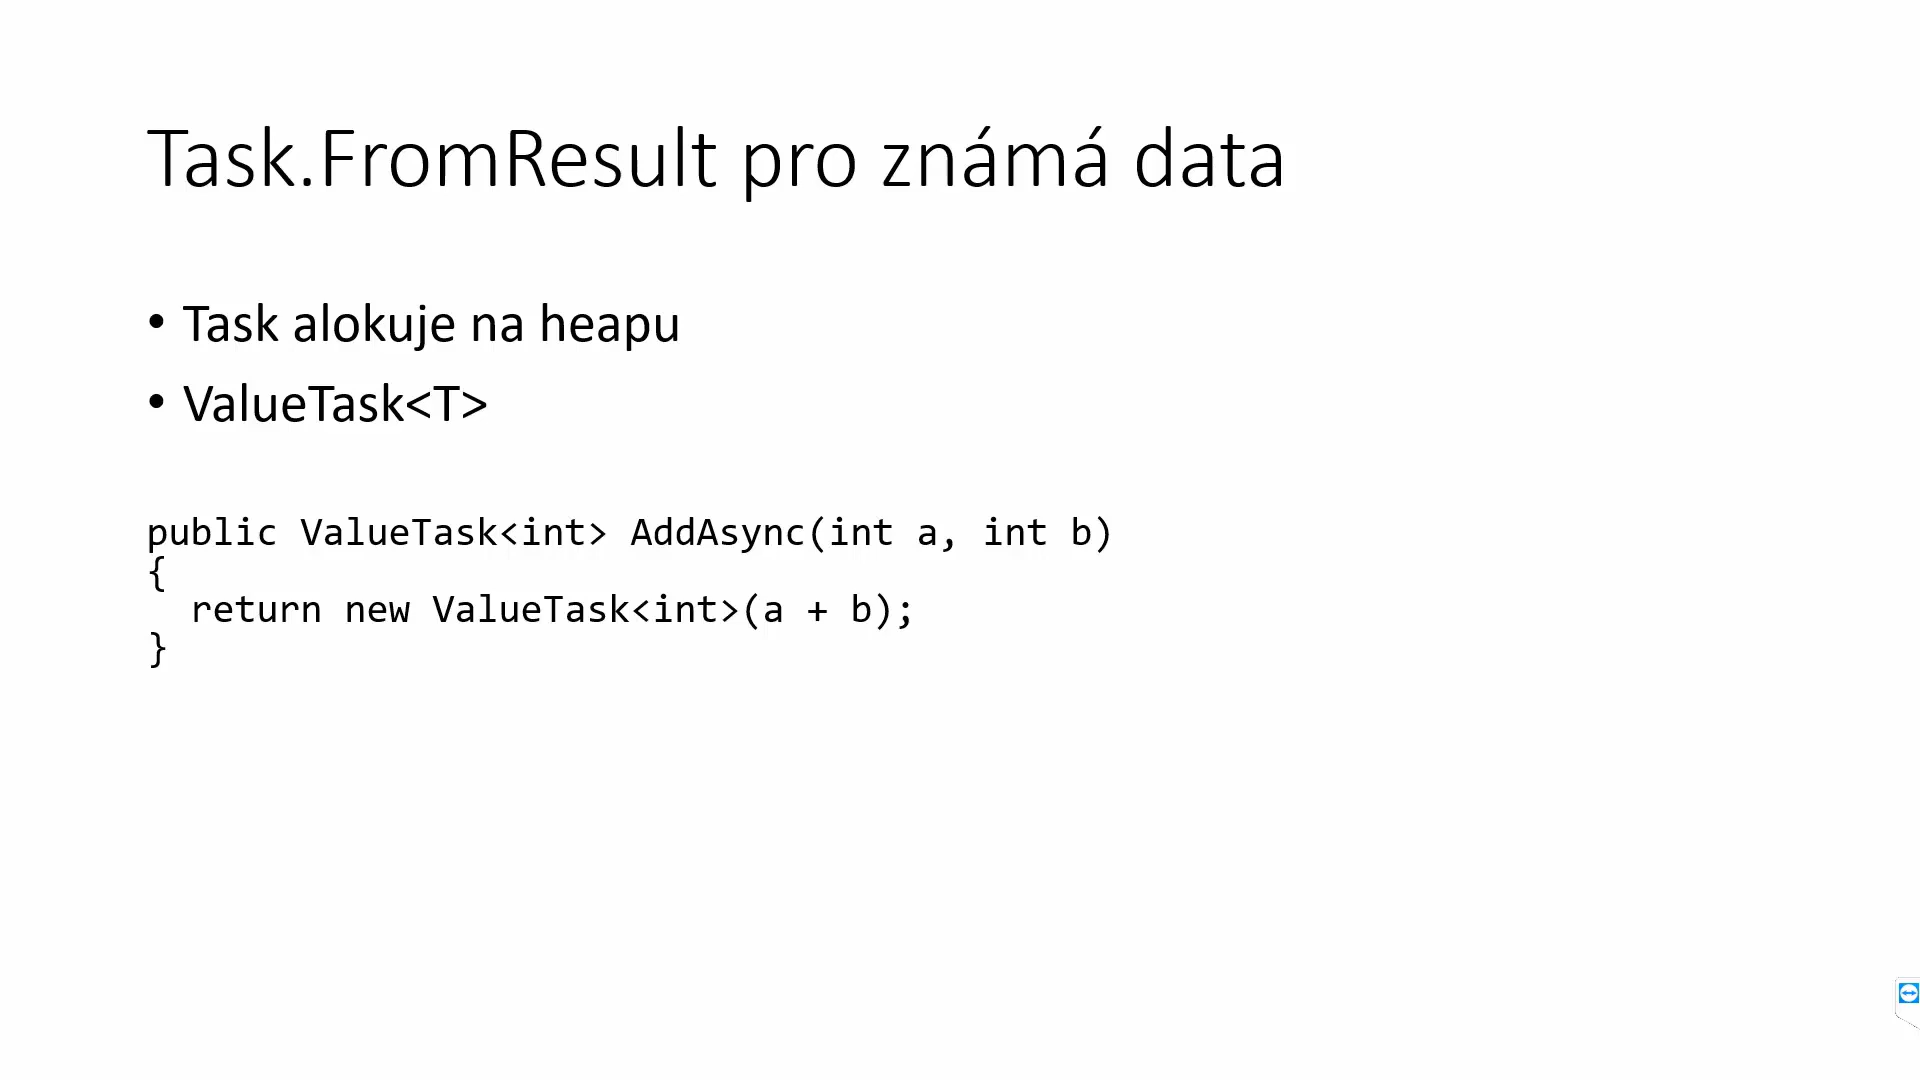 Task.FromResult pro známá data
• Task alokuje na heapu
• ValueTask<T>
public ValueTask<int> AddAsync(int a, int b)
{
  return new ValueTask<int>(a + b);
}